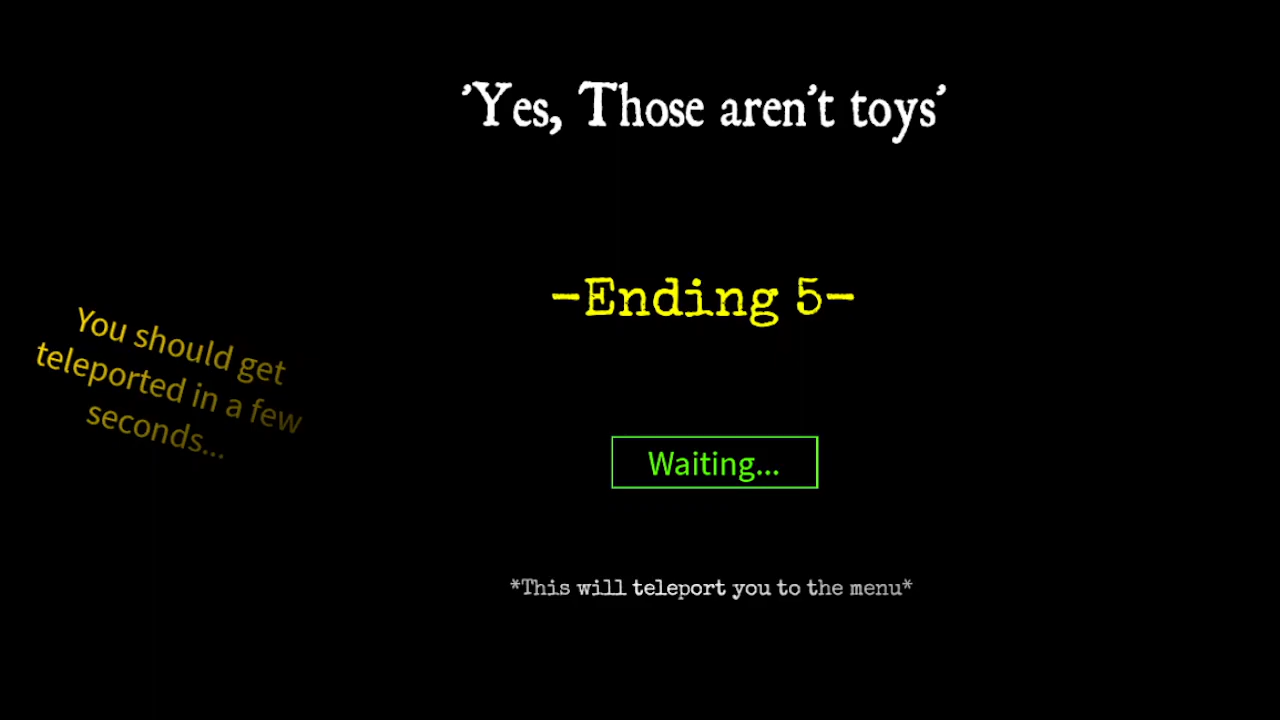 'Yes, Those aren't toys'
-Ending 5-
You should get
teleported in a few
seconds...
Waiting...
*This will teleport you to the menu*